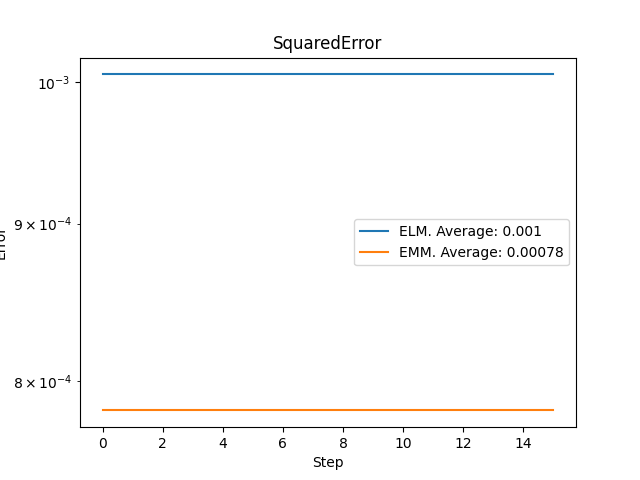 SquaredError
Error
10⁻³
9 × 10⁻⁴
8 × 10⁻⁴
ELM. Average: 0.001
EMM. Average: 0.00078
0 2 4 6 8 10 12 14
Step